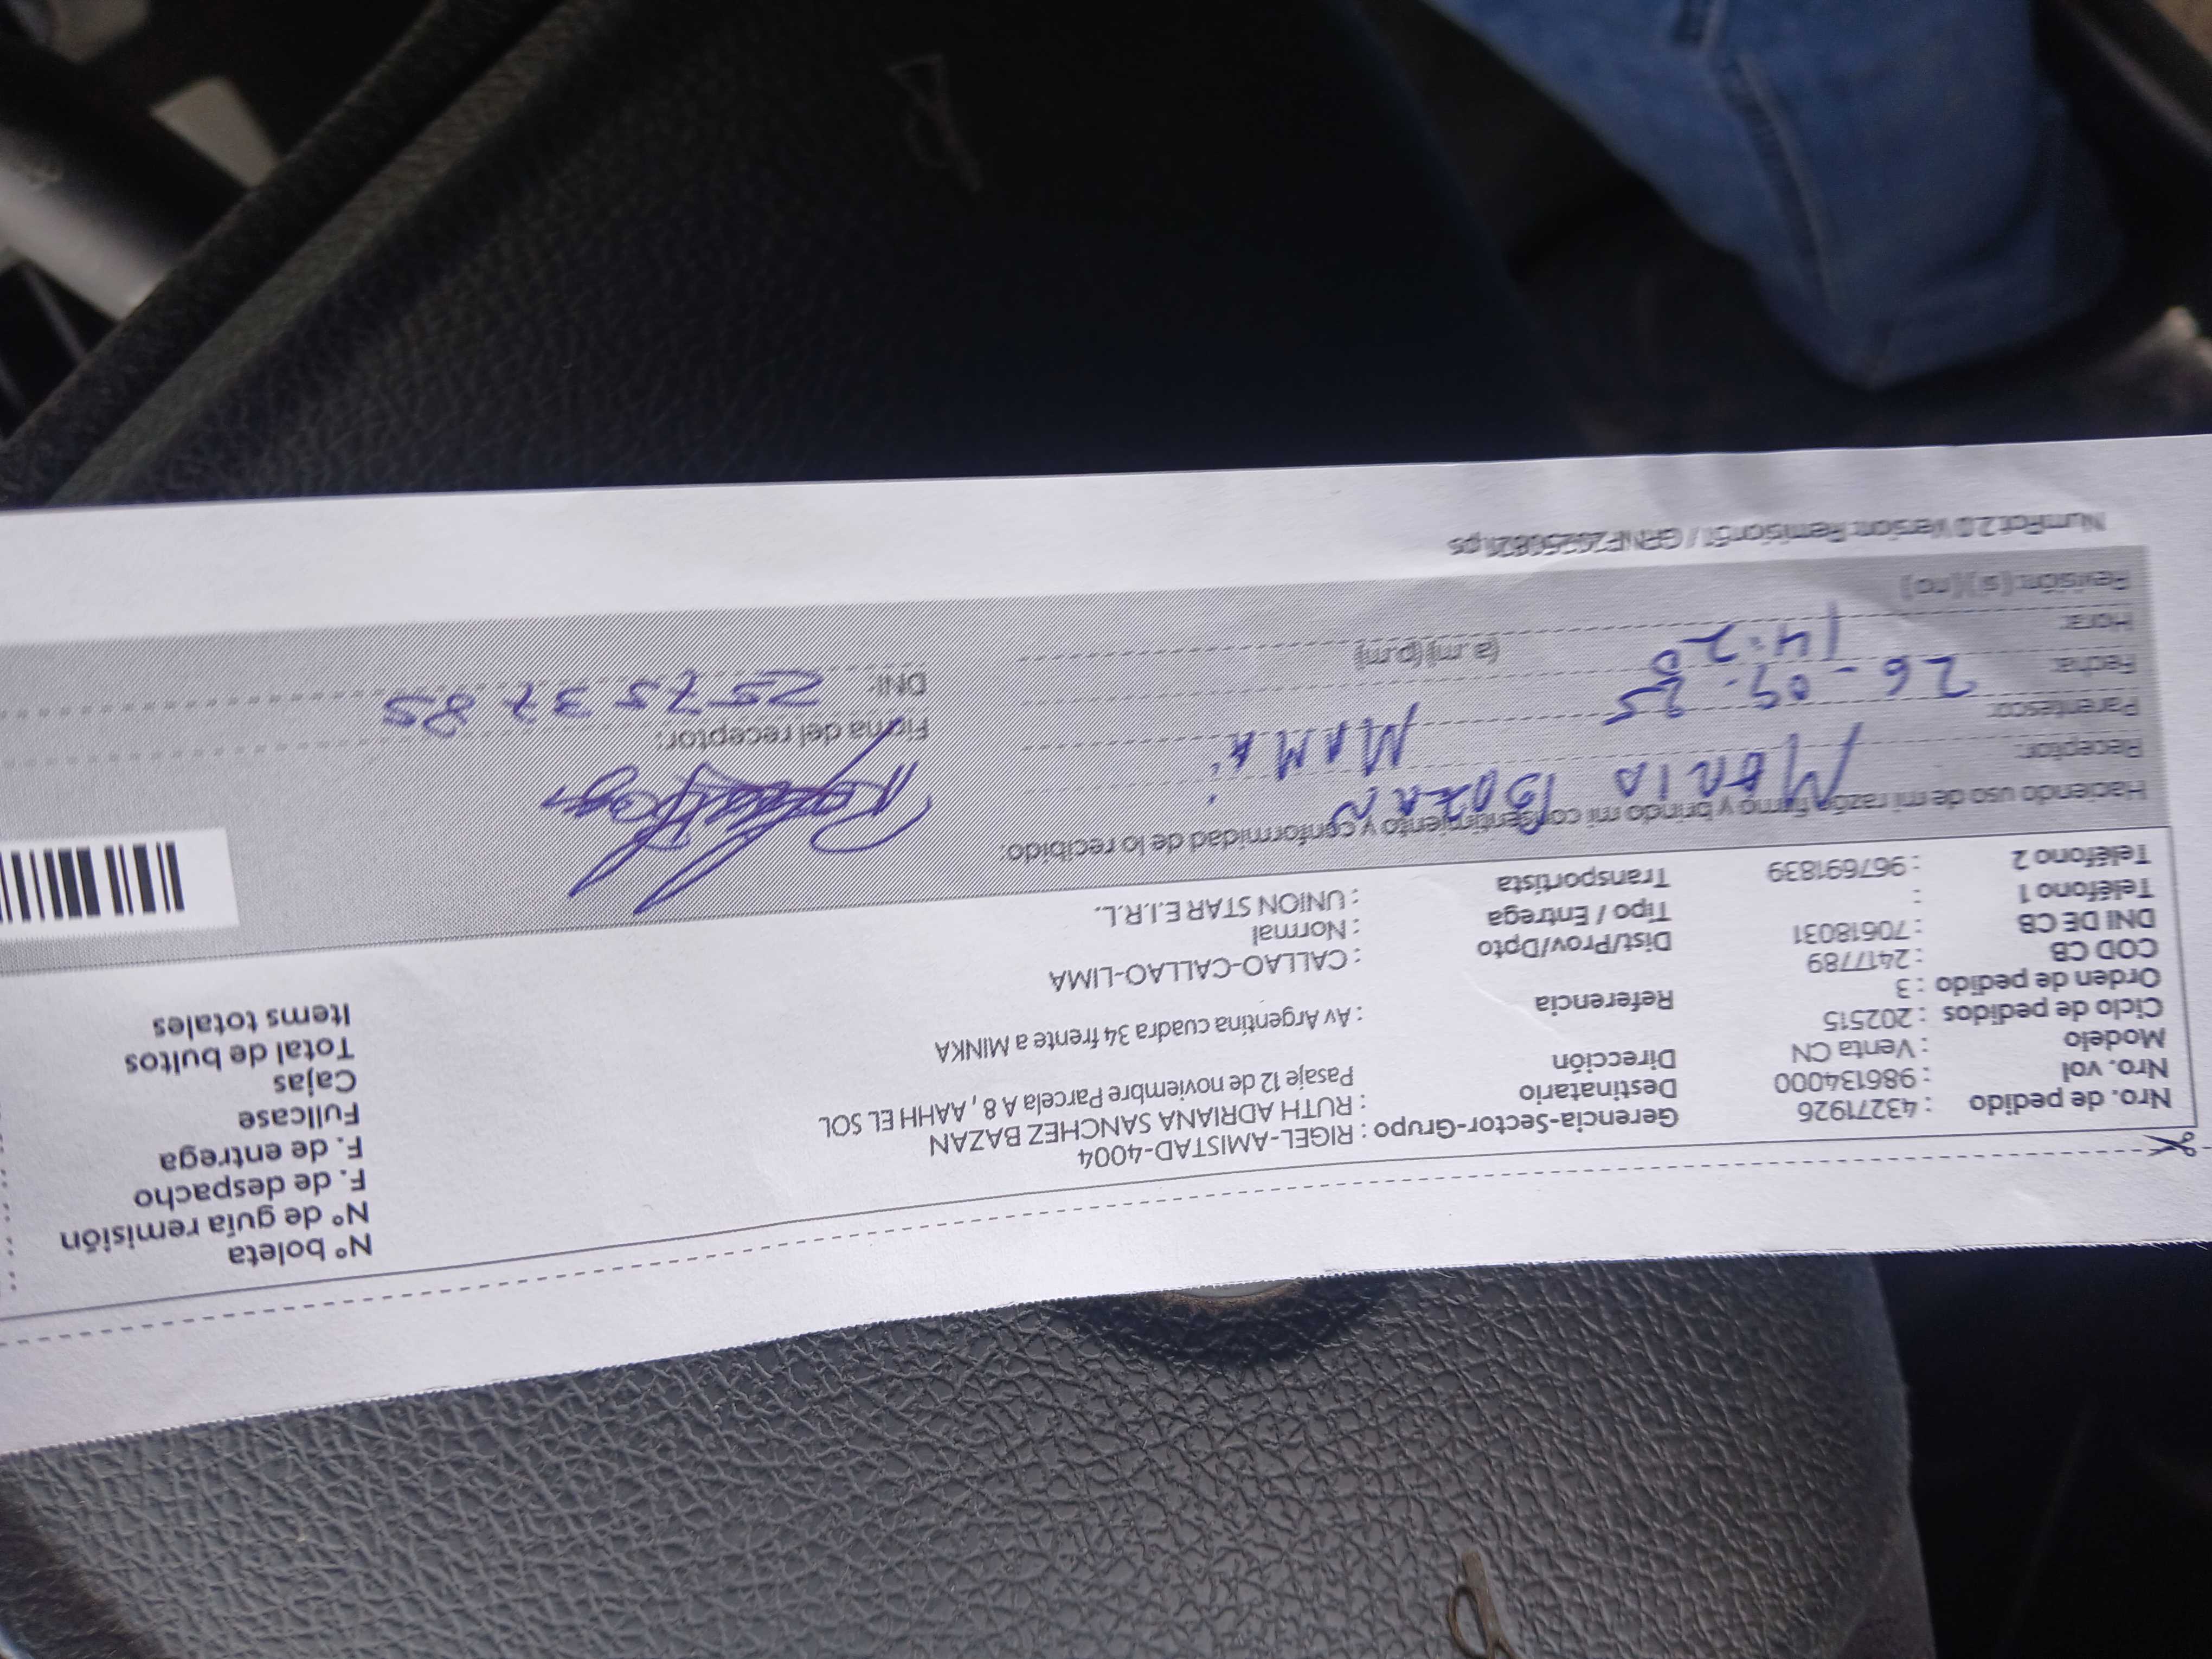 Nro. de pedido : 43271926 Gerencia-Sector-Grupo : RIGEL-AMISTAD-4004 N° boleta
Nro. vol : 986134000 Destinatario : RUTH ADRIANA SANCHEZ BAZAN N° de guía remisión
Modelo : Venta CN Dirección Pasaje 12 de noviembre Parcela A 8 , AAHH EL SOL F. de despacho
Ciclo de pedidos : 202515 F. de entrega
Orden de pedido : 3 Referencia : Av Argentina cuadra 34 frente a MINKA Fullcase
COD CB : 2417789 Cajas
DNI DE CB : 70618031 Dist/Prov/Dpto : CALLAO-CALLAO-LIMA Total de bultos
Teléfono 1 : Tipo / Entrega : Normal Items totales
Teléfono 2 : 967691839 Transportista : UNION STAR E.I.R.L.
Haciendo uso de mi razón firmo y brindo mi consentimiento y conformidad de lo recibido:
Receptor: MARIA BAZAN
Parentesco: MAMÁ Firma del receptor:
Fecha: 26-09-25 DNI:
Hora: 14:20 (a.m) (p.m)
Revisión: (si) (no)